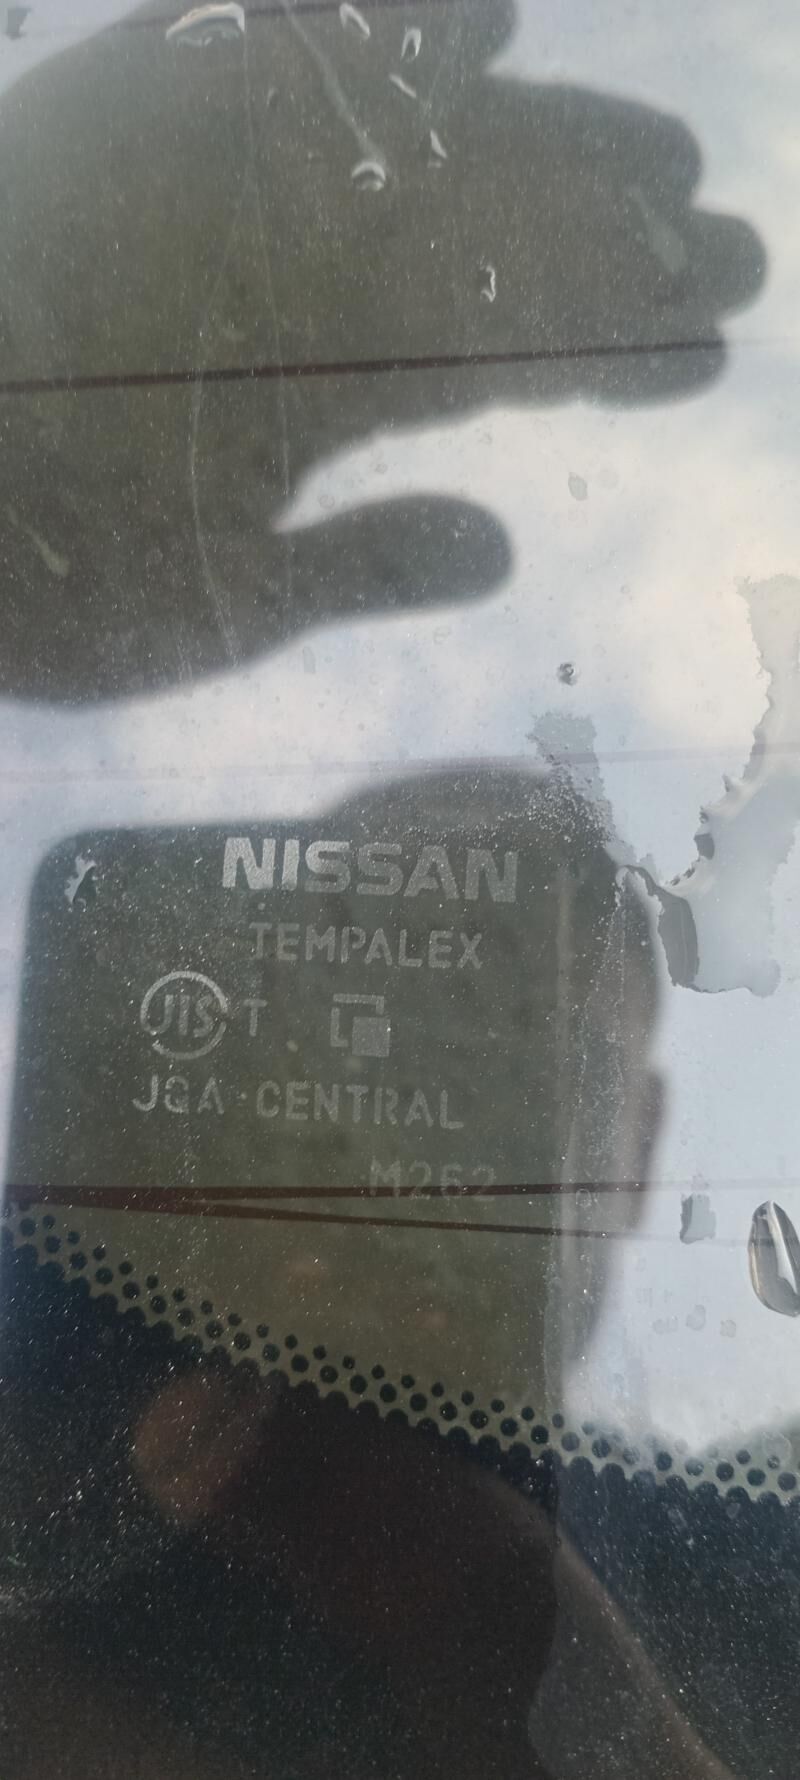 NISSAN
TEMPALEX
JIS T
JGA CENTRAL
M262